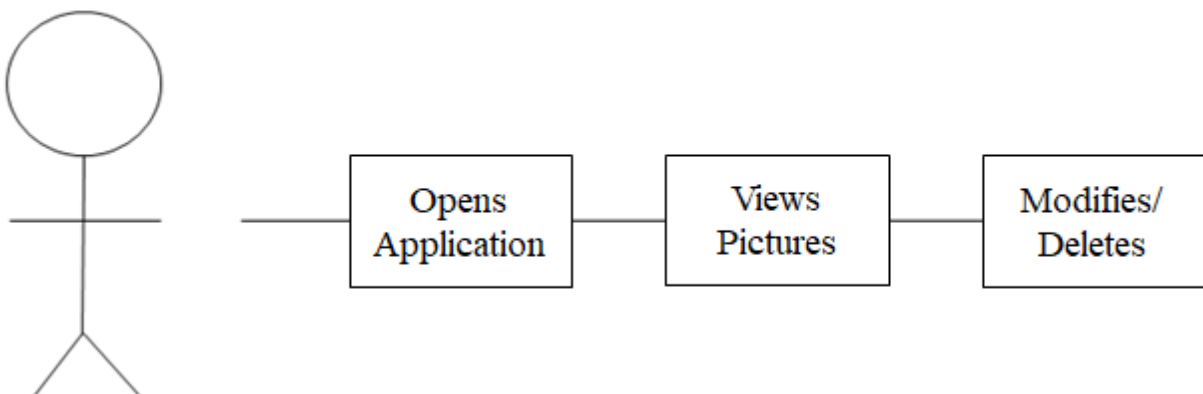 Opens
Application
Views
Pictures
Modifies/
Deletes